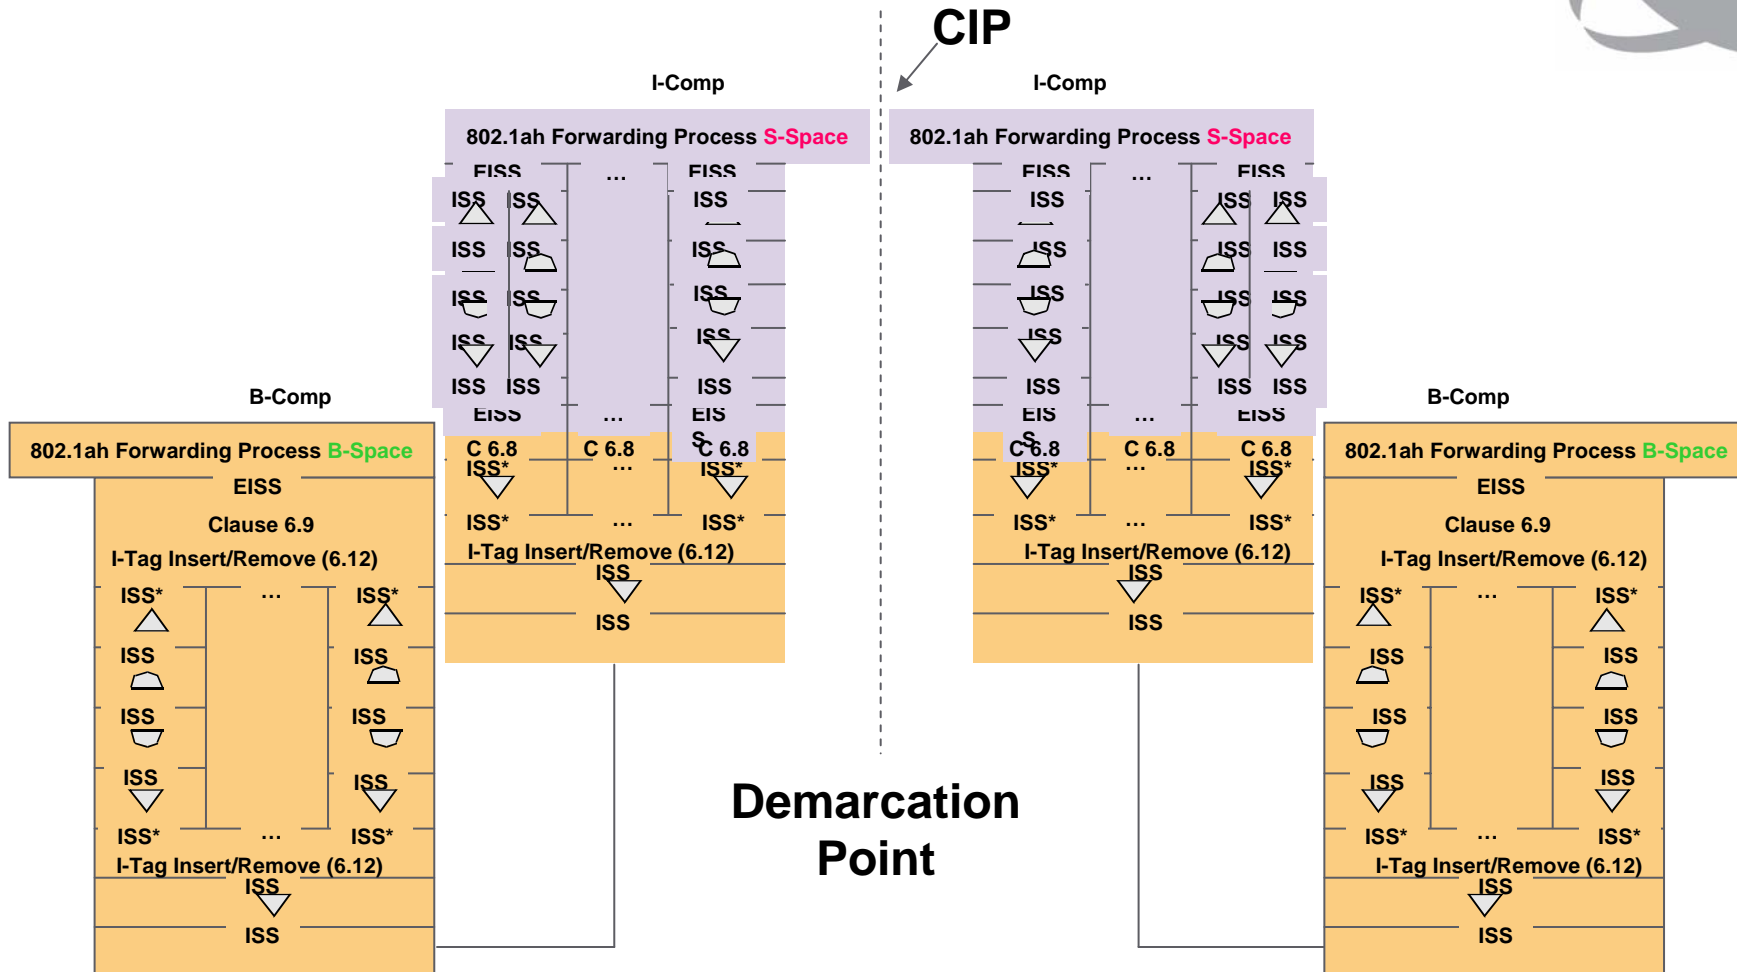 CIP
I-Comp
I-Comp
802.1ah Forwarding Process S-Space
802.1ah Forwarding Process S-Space
EISS ... EISS
EISS ... EISS
ISS ISS ISS
ISS ISS ISS
ISS ISS ISS
ISS ISS ISS
ISS ISS ISS
ISS ISS ISS
ISS ISS ISS
ISS ISS ISS
ISS ISS ISS
ISS ISS ISS
B-Comp
B-Comp
EISS ... EIS
S
EIS ... EISS
S
C 6.8 C 6.8 C 6.8
C 6.8 C 6.8 C 6.8
802.1ah Forwarding Process B-Space
802.1ah Forwarding Process B-Space
ISS* ... ISS*
ISS* ... ISS*
EISS
EISS
ISS* ... ISS*
ISS* ... ISS*
Clause 6.9
Clause 6.9
I-Tag Insert/Remove (6.12)
I-Tag Insert/Remove (6.12)
I-Tag Insert/Remove (6.12)
I-Tag Insert/Remove (6.12)
ISS
ISS
ISS* ... ISS*
ISS* ... ISS*
ISS
ISS
ISS ISS
ISS ISS
ISS ISS
ISS ISS
ISS ISS
ISS ISS
Demarcation
Point
ISS* ... ISS*
ISS* ... ISS*
I-Tag Insert/Remove (6.12)
I-Tag Insert/Remove (6.12)
ISS
ISS
ISS
ISS